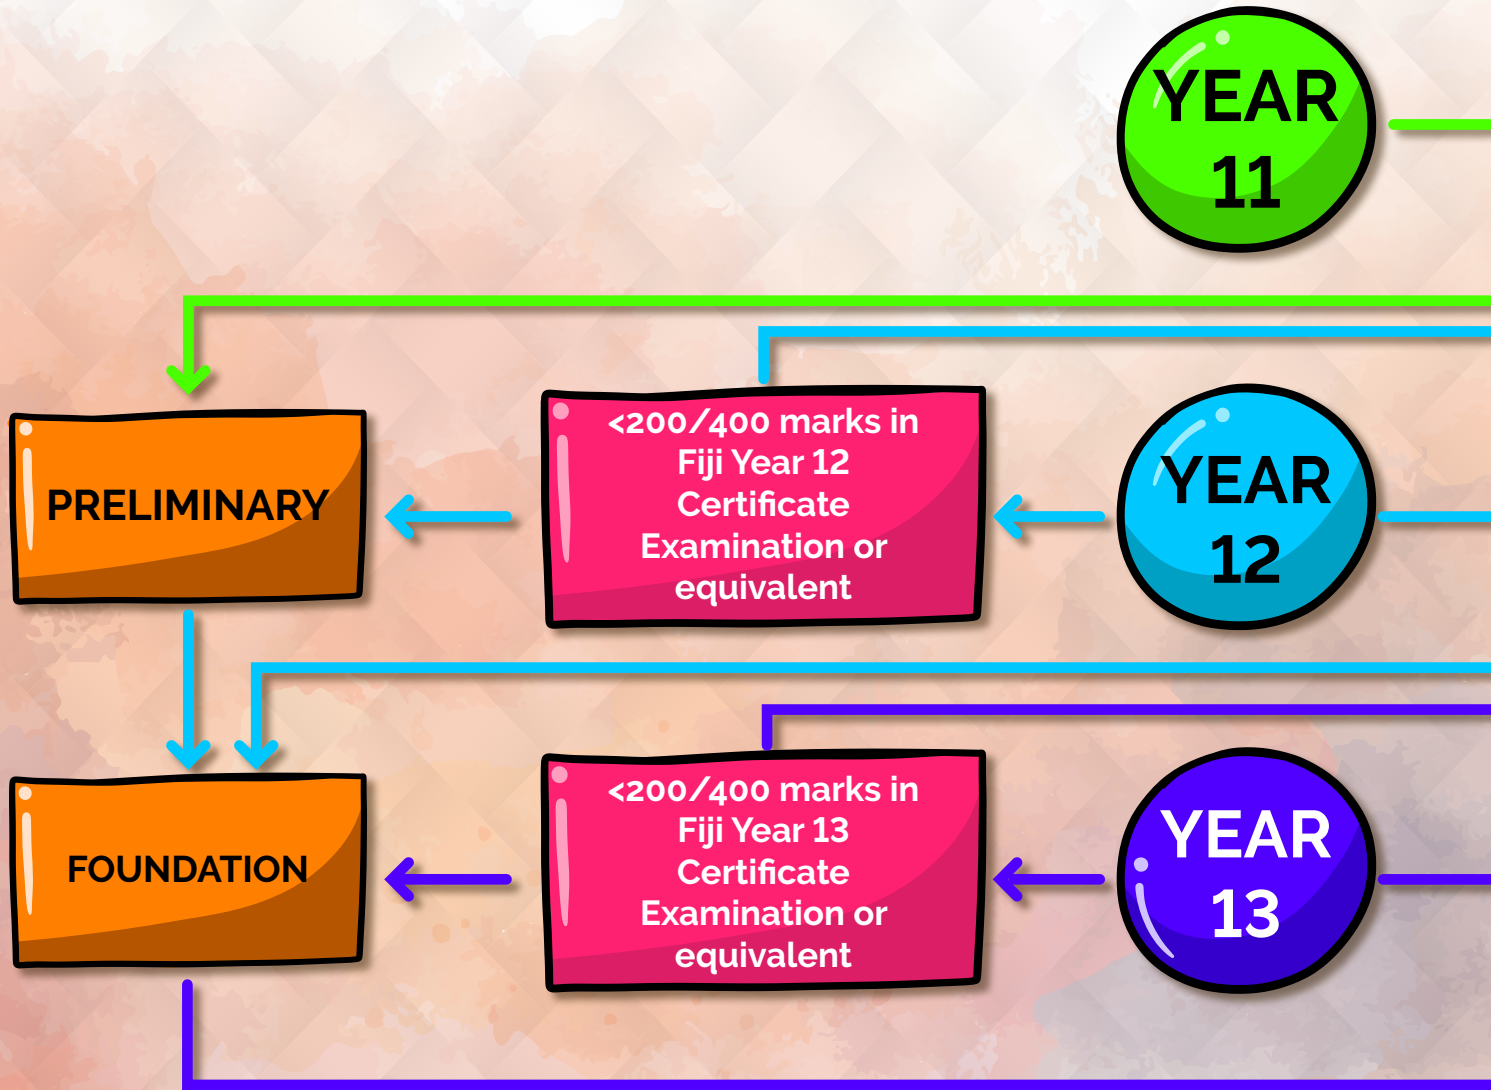 YEAR
11
PRELIMINARY
<200/400 marks in
Fiji Year 12
Certificate
Examination or
equivalent
YEAR
12
FOUNDATION
<200/400 marks in
Fiji Year 13
Certificate
Examination or
equivalent
YEAR
13